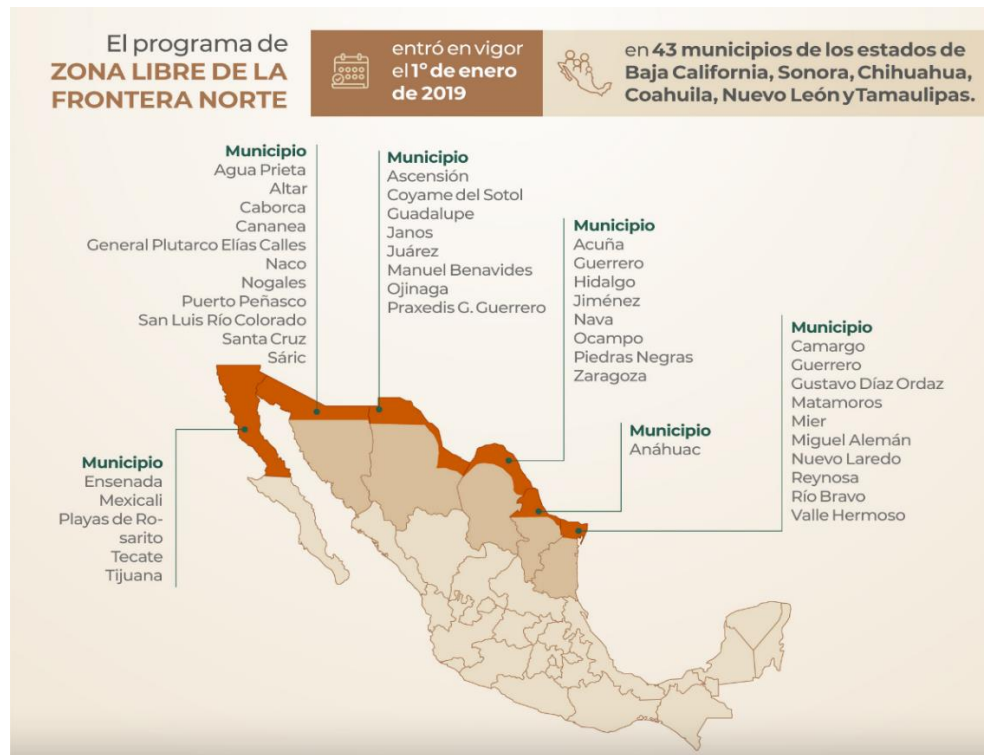 El programa de
ZONA LIBRE DE LA
FRONTERA NORTE
entró en vigor
el 1º de enero
de 2019
en 43 municipios de los estados de
Baja California, Sonora, Chihuahua,
Coahuila, Nuevo León y Tamaulipas.
Municipio
Agua Prieta
Altar
Caborca
Cananea
General Plutarco Elías Calles
Naco
Nogales
Puerto Peñasco
San Luis Río Colorado
Santa Cruz
Sáric
Municipio
Ascensión
Coyame del Sotol
Guadalupe
Janos
Juárez
Manuel Benavides
Ojinaga
Praxedis G. Guerrero
Municipio
Acuña
Guerrero
Hidalgo
Jiménez
Nava
Ocampo
Piedras Negras
Zaragoza
Municipio
Camargo
Guerrero
Gustavo Díaz Ordaz
Matamoros
Mier
Miguel Alemán
Nuevo Laredo
Reynosa
Río Bravo
Valle Hermoso
Municipio
Anáhuac
Municipio
Ensenada
Mexicali
Playas de Ro-
sarito
Tecate
Tijuana